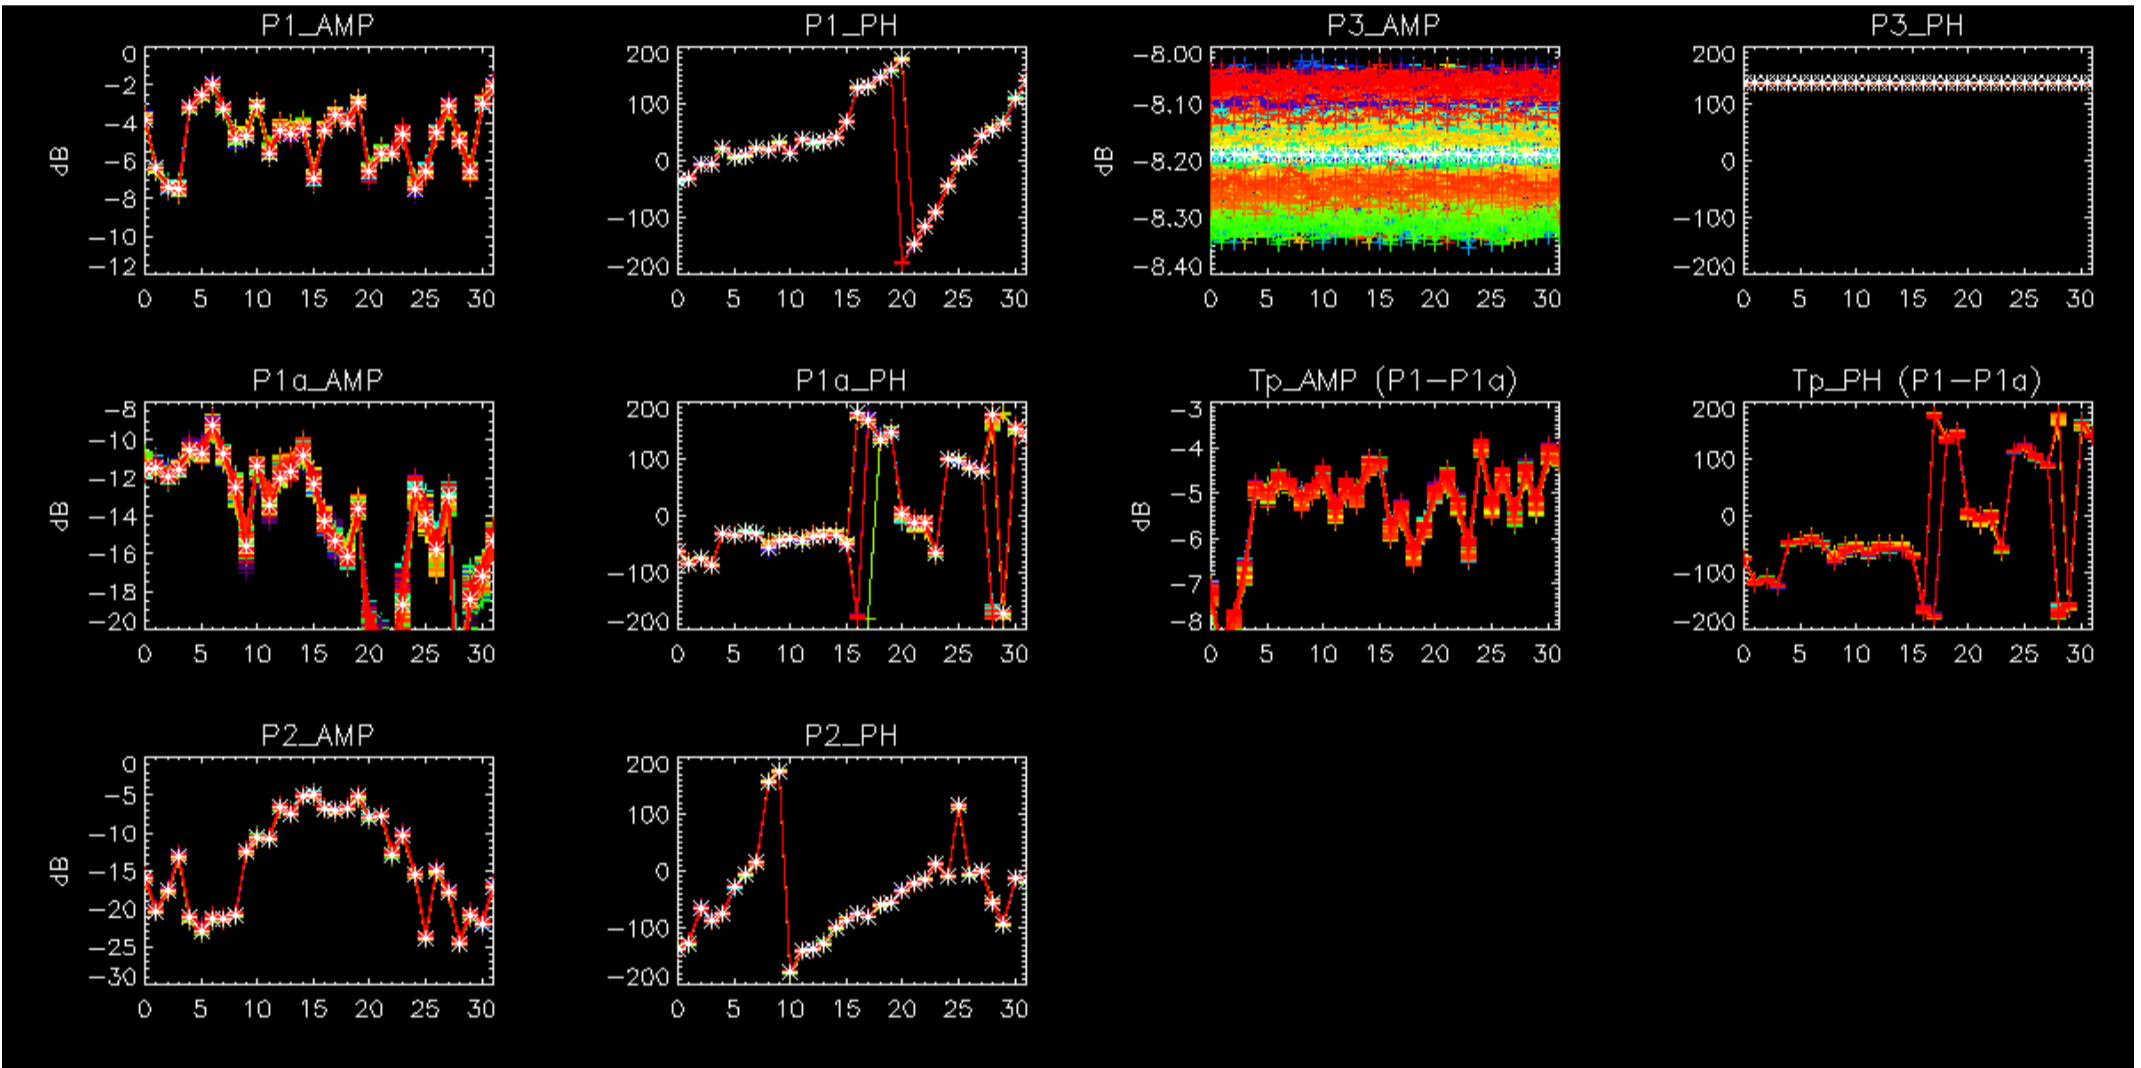 P1_AMP
P1_PH
P3_AMP
P3_PH
dB
0
-2
-4
-6
-8
-10
-12
0 5 10 15 20 25 30
200
100
0
-100
-200
0 5 10 15 20 25 30
dB
-8.00
-8.10
-8.20
-8.30
-8.40
0 5 10 15 20 25 30
200
100
0
-100
-200
0 5 10 15 20 25 30
P1a_AMP
P1a_PH
Tp_AMP (P1-P1a)
Tp_PH (P1-P1a)
dB
-8
-10
-12
-14
-16
-18
-20
0 5 10 15 20 25 30
200
100
0
-100
-200
0 5 10 15 20 25 30
dB
-3
-4
-5
-6
-7
-8
0 5 10 15 20 25 30
200
100
0
-100
-200
0 5 10 15 20 25 30
P2_AMP
P2_PH
dB
0
-5
-10
-15
-20
-25
-30
0 5 10 15 20 25 30
200
100
0
-100
-200
0 5 10 15 20 25 30